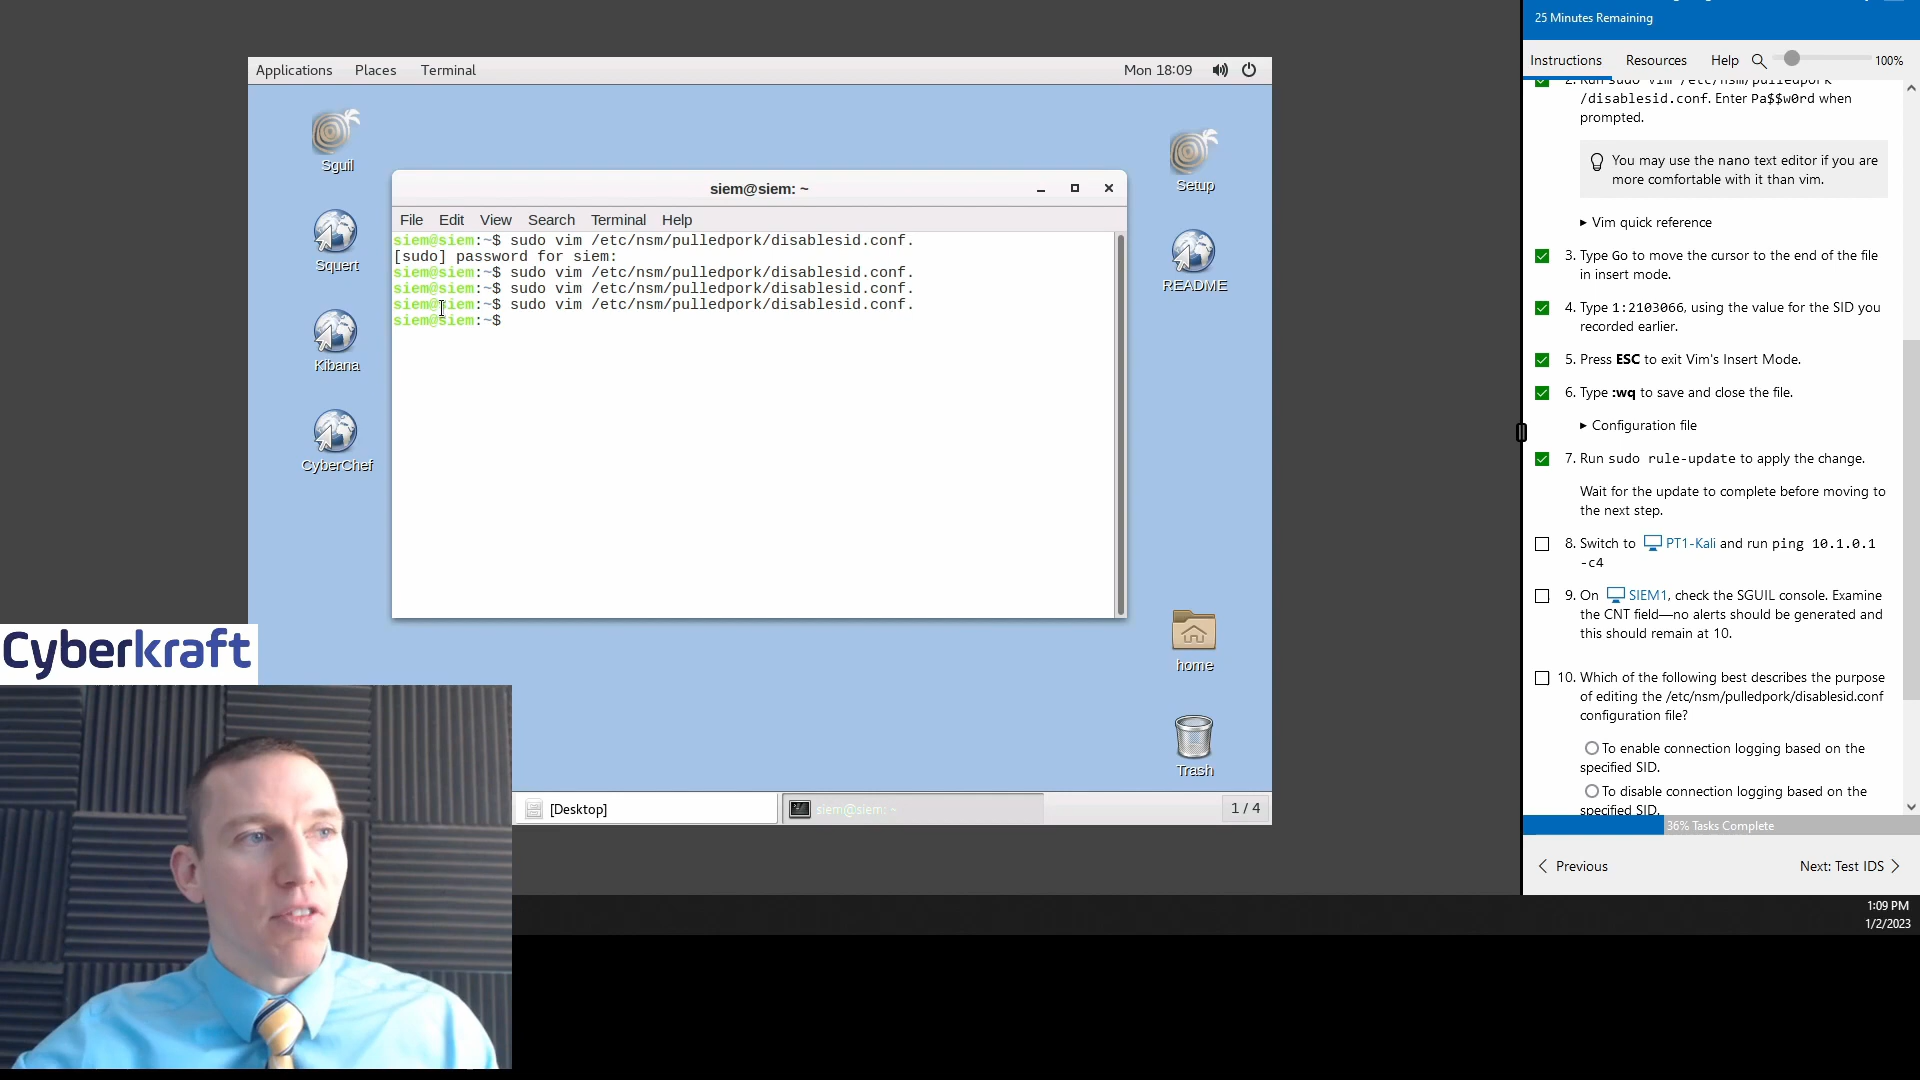 25 Minutes Remaining
Instructions Resources Help 100%
Applications Places Terminal Mon 18:09
Sguil
Squert
Kibana
CyberChef
Setup
README
home
Trash
siem@siem: ~
File Edit View Search Terminal Help
siem@siem:~$ sudo vim /etc/nsm/pulledpork/disablesid.conf.
[sudo] password for siem:
siem@siem:~$ sudo vim /etc/nsm/pulledpork/disablesid.conf.
siem@siem:~$ sudo vim /etc/nsm/pulledpork/disablesid.conf.
siem@siem:~$ sudo vim /etc/nsm/pulledpork/disablesid.conf.
siem@siem:~$
[Desktop]
siem@siem: ~
1 / 4
Cyberkraft
2. Run sudo vim /etc/nsm/pulledpork
/disablesid.conf. Enter Pa$$w0rd when
prompted.
You may use the nano text editor if you are
more comfortable with it than vim.
▸ Vim quick reference
3. Type Go to move the cursor to the end of the file
in insert mode.
4. Type 1:2103066, using the value for the SID you
recorded earlier.
5. Press ESC to exit Vim's Insert Mode.
6. Type :wq to save and close the file.
▸ Configuration file
7. Run sudo rule-update to apply the change.
Wait for the update to complete before moving to
the next step.
8. Switch to PT1-Kali and run ping 10.1.0.1
-c4
9. On SIEM1, check the SGUIL console. Examine
the CNT field—no alerts should be generated and
this should remain at 10.
10. Which of the following best describes the purpose
of editing the /etc/nsm/pulledpork/disablesid.conf
configuration file?
To enable connection logging based on the
specified SID.
To disable connection logging based on the
specified SID.
36% Tasks Complete
Previous
Next: Test IDS
1:09 PM
1/2/2023